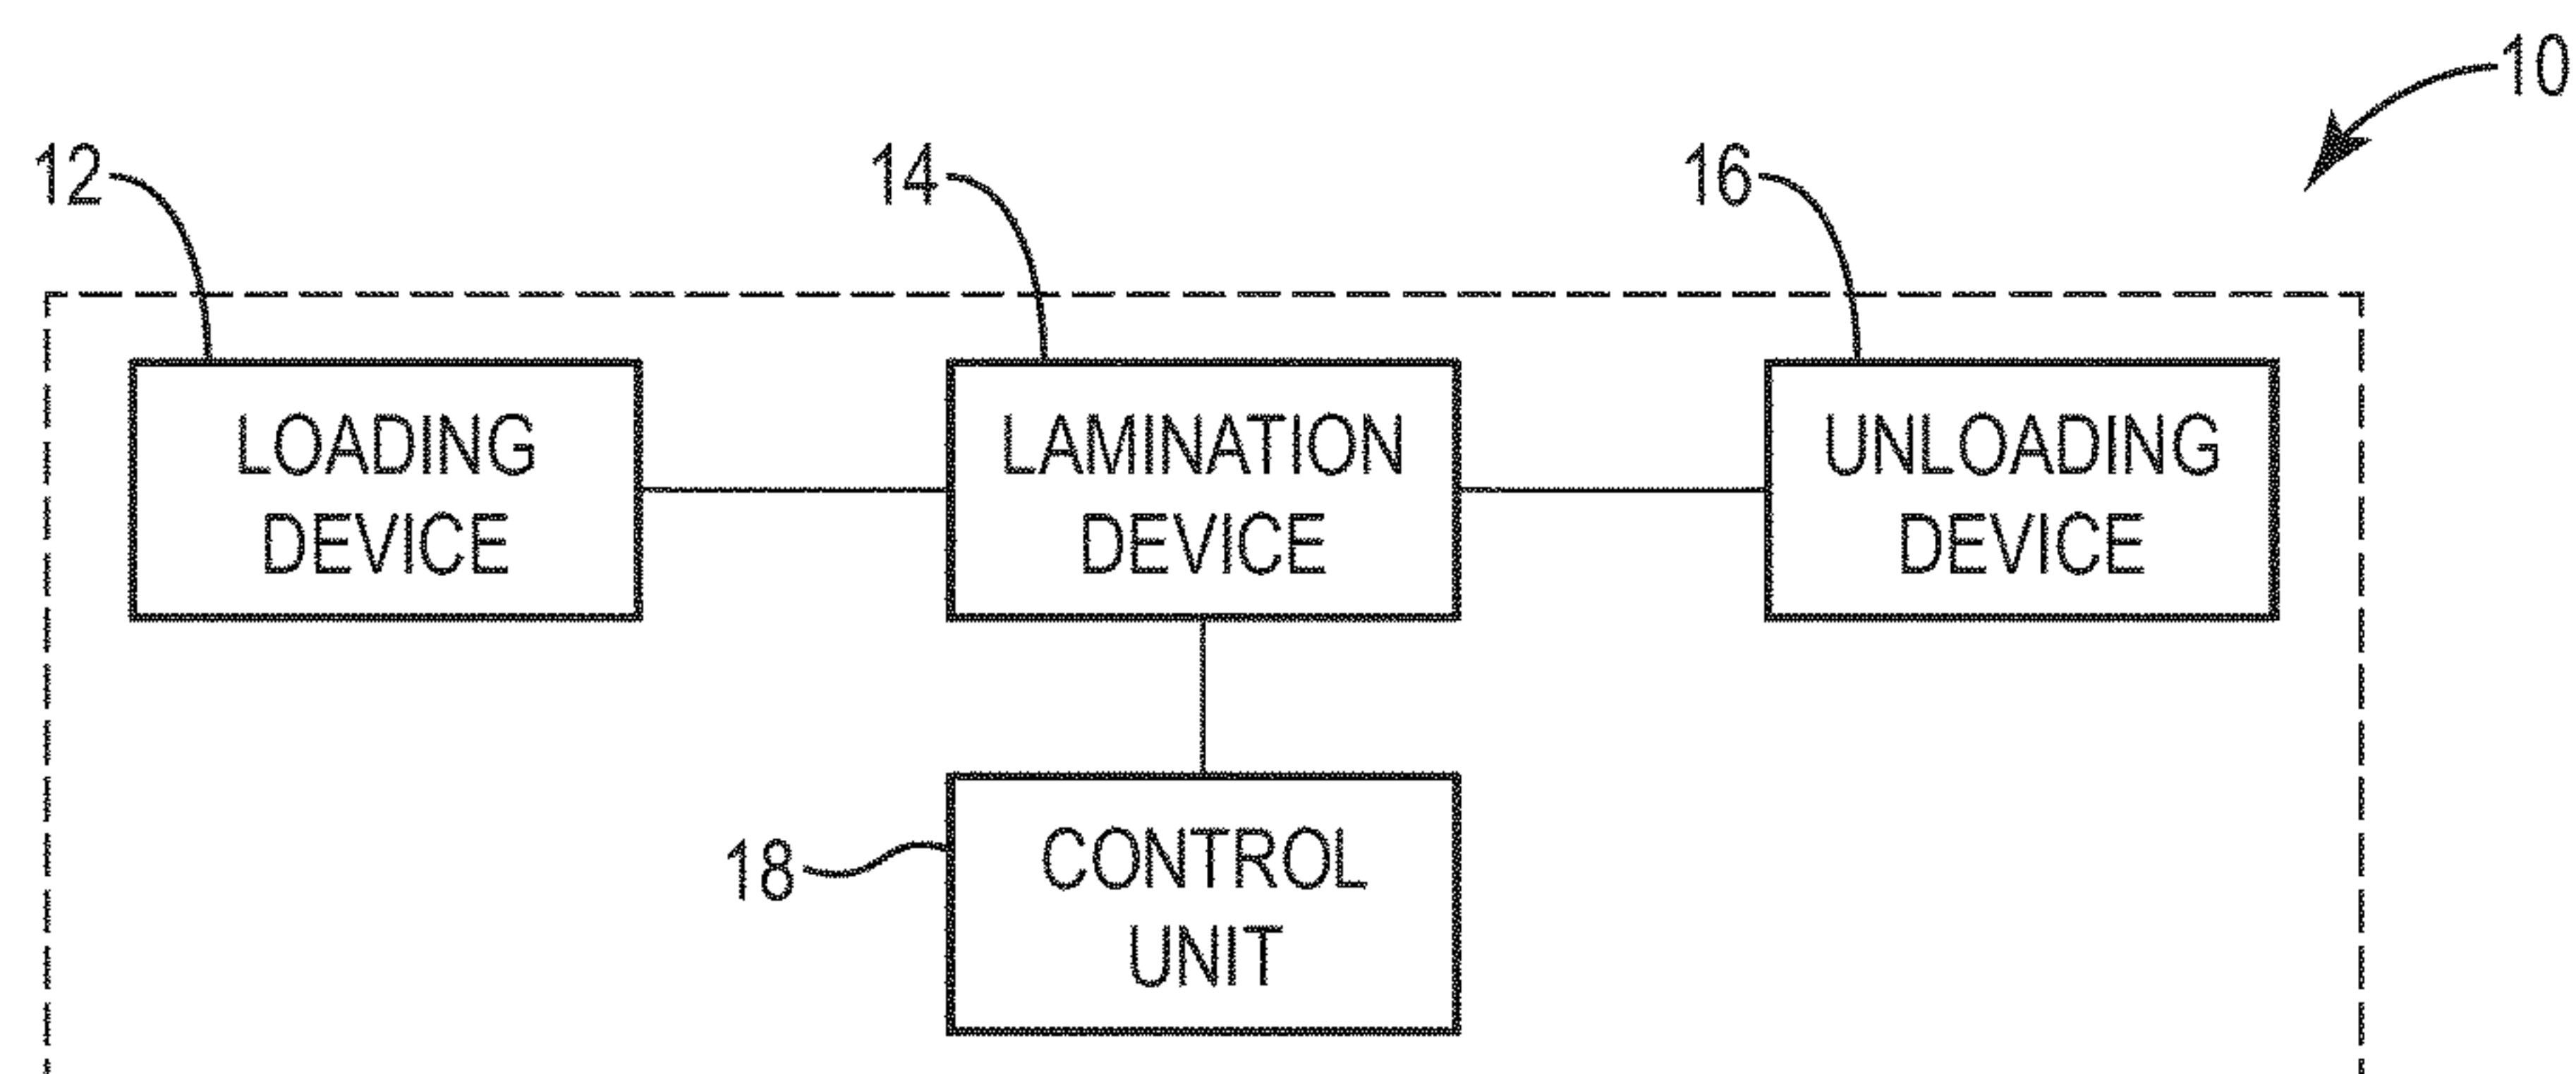 10
12
14
16
LOADING
DEVICE
LAMINATION
DEVICE
UNLOADING
DEVICE
18
CONTROL
UNIT